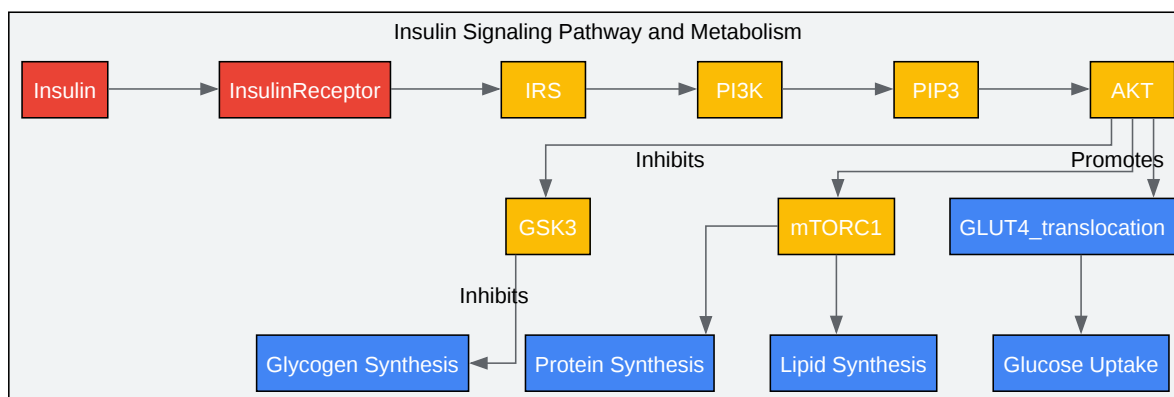 Insulin Signaling Pathway and Metabolism
Insulin
InsulinReceptor
IRS
PI3K
PIP3
AKT
Inhibits
Promotes
GSK3
mTORC1
GLUT4_translocation
Inhibits
Glycogen Synthesis
Protein Synthesis
Lipid Synthesis
Glucose Uptake